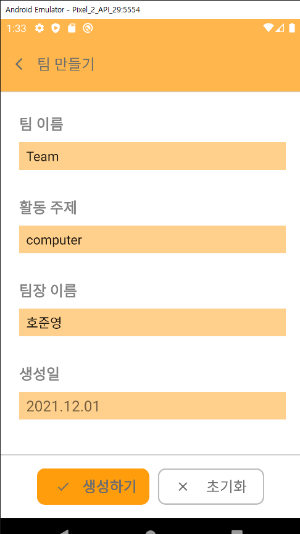 Android Emulator - Pixel_2_API_29:5554
1:33
팀 만들기
팀 이름
Team
활동 주제
computer
팀장 이름
호준영
생성일
2021.12.01
생성하기
초기화